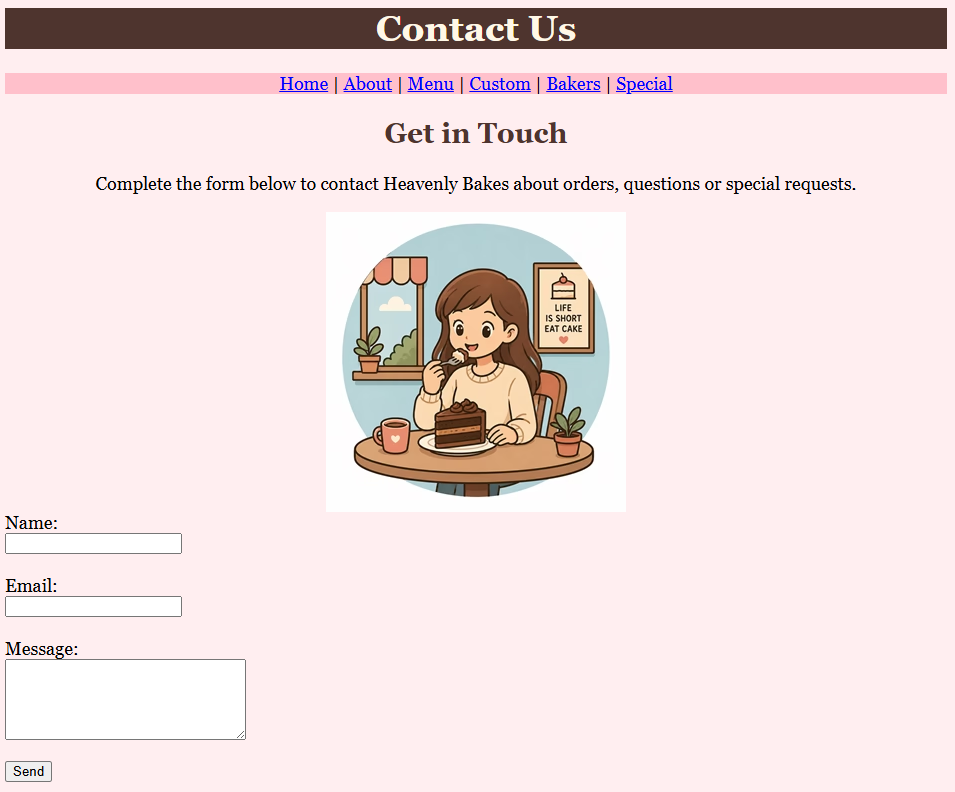 Contact Us
Home | About | Menu | Custom | Bakers | Special
Get in Touch
Complete the form below to contact Heavenly Bakes about orders, questions or special requests.
LIFE
IS SHORT
EAT CAKE
Name:
Email:
Message:
Send